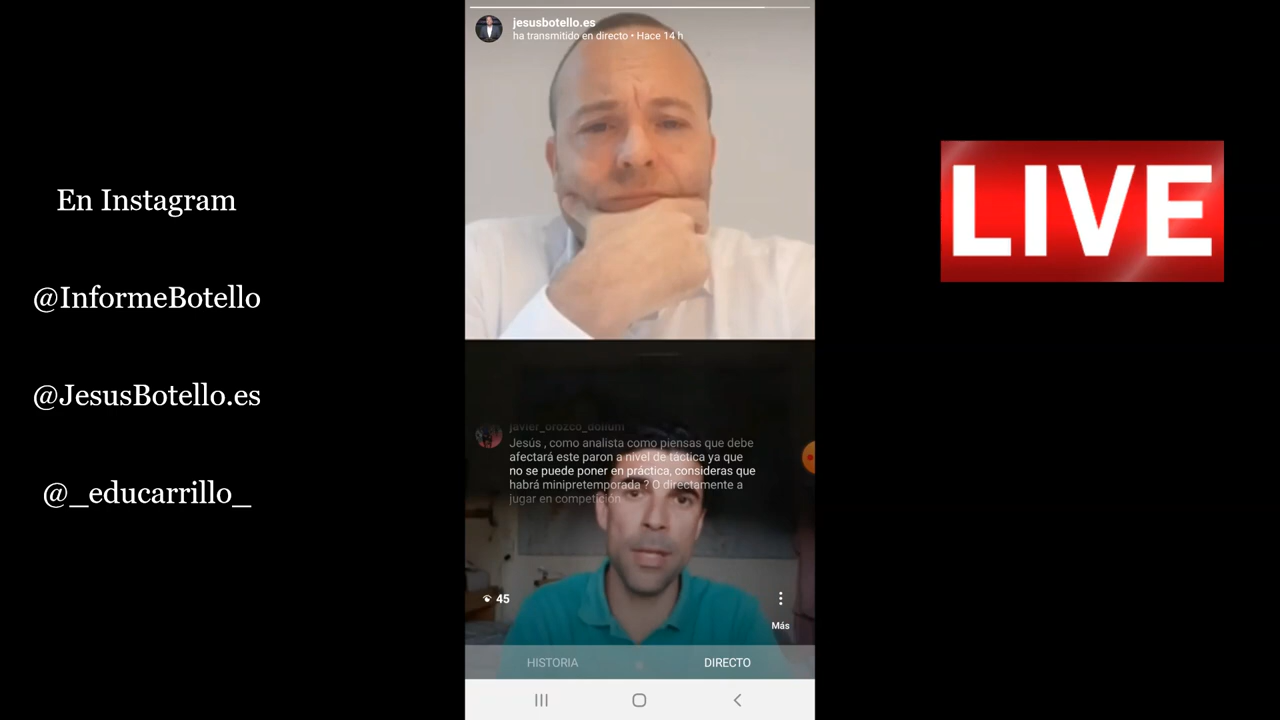 En Instagram
@InformeBotello
@JesusBotello.es
@_educarrillo_
jesusbotello.es
ha transmitido en directo • Hace 14 h
javier_orozco_dollum
Jesús , como analista como piensas que debe
afectará este paron a nivel de táctica ya que
no se puede poner en práctica, consideras que
habrá minipretemporada ? O directamente a
jugar en competición
45
Más
HISTORIA
DIRECTO
LIVE